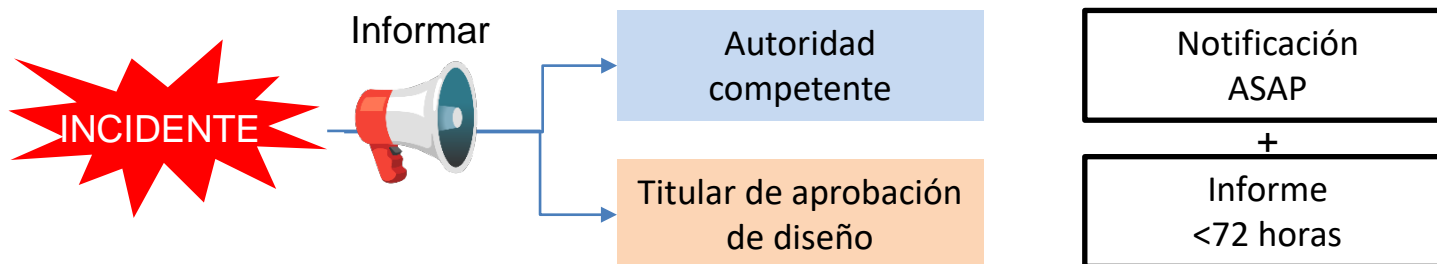 INCIDENTE
Informar
Autoridad
competente
Titular de aprobación
de diseño
Notificación
ASAP
+
Informe
<72 horas